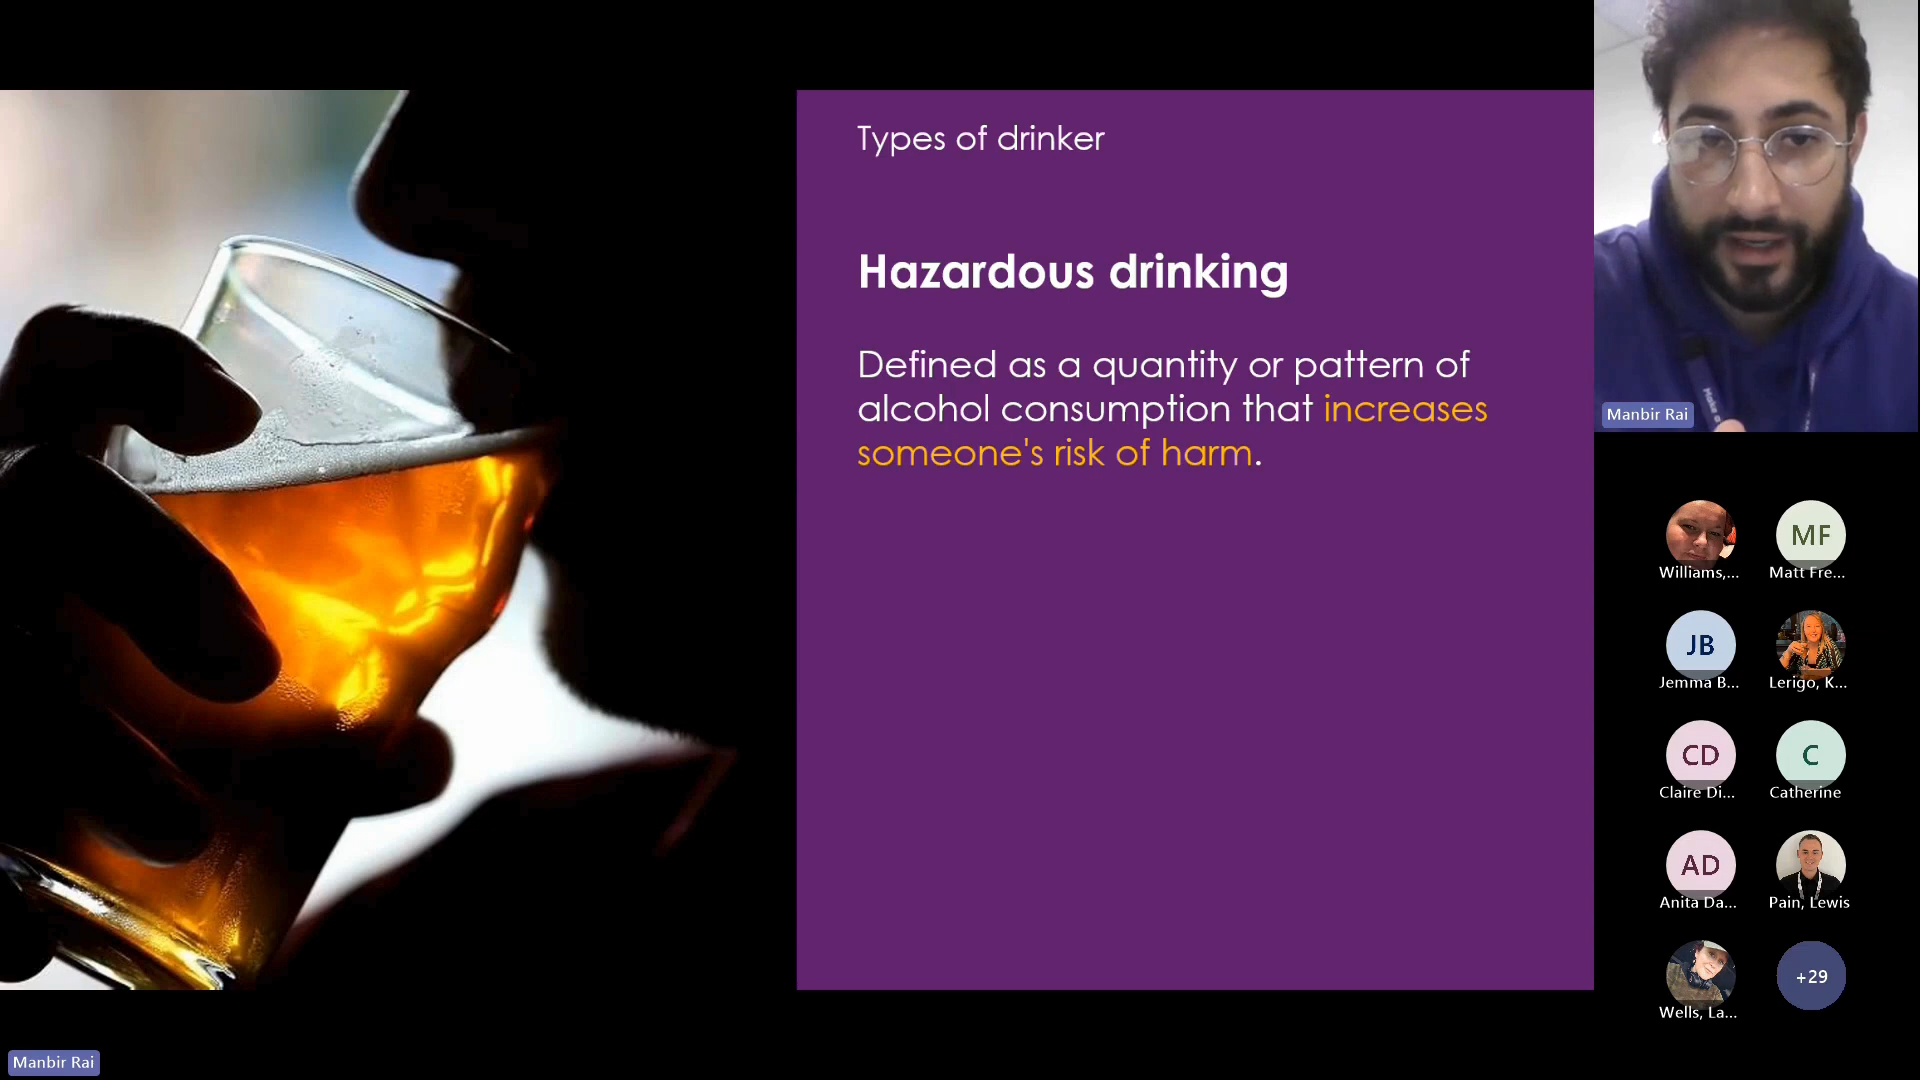 Types of drinker
Hazardous drinking
Defined as a quantity or pattern of
alcohol consumption that increases
someone's risk of harm.
Manbir Rai
MF
Williams,...
Matt Fre...
JB
Jemma B...
Lerigo, K...
CD
C
Claire Di...
Catherine
AD
Anita Da...
Pain, Lewis
+29
Wells, La...
Manbir Rai